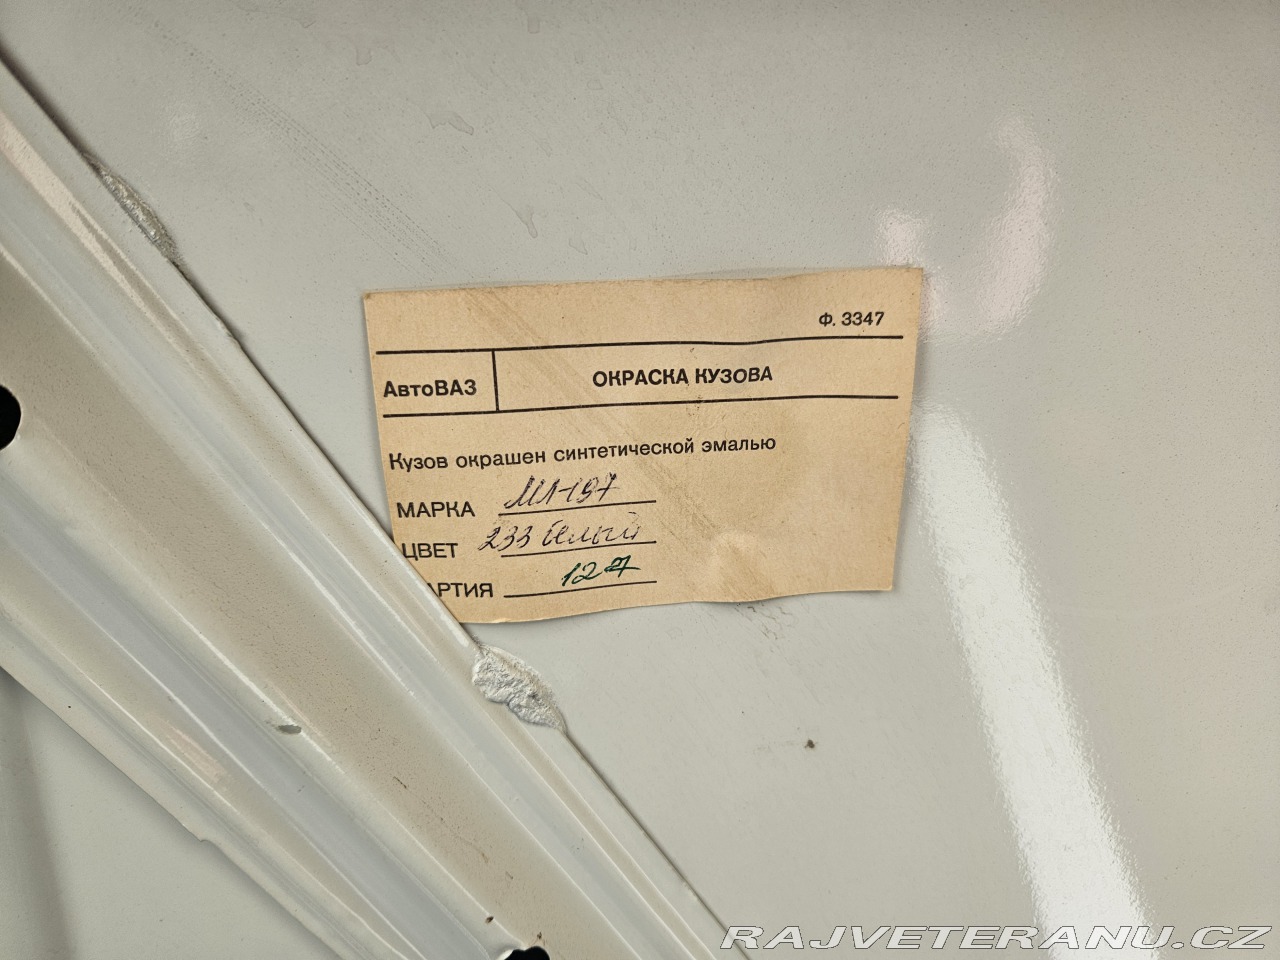 Ф. 3347
АвтоВАЗ ОКРАСКА КУЗОВА
Кузов окрашен синтетической эмалью
МАРКА МЛ-197
ЦВЕТ 233 белый
АРТИЯ 127
RAJVETERANU.CZ